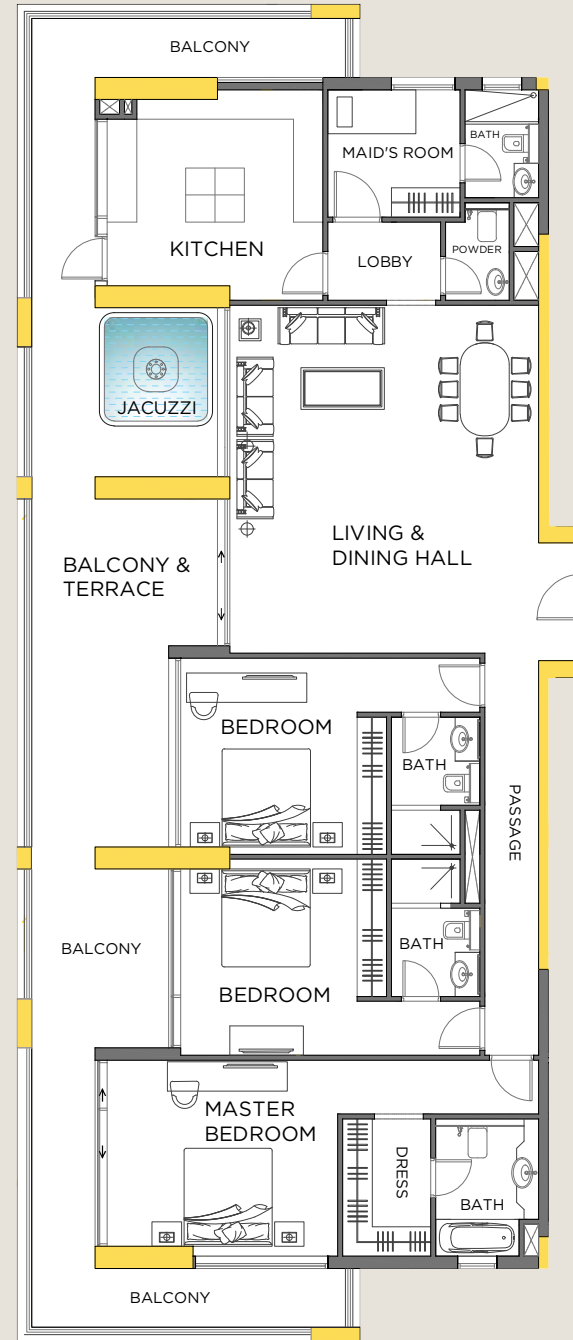 BALCONY
BATH
MAID'S ROOM
KITCHEN
POWDER
LOBBY
JACUZZI
LIVING &
DINING HALL
BALCONY &
TERRACE
BEDROOM
BATH
PASSAGE
BATH
BALCONY
BEDROOM
MASTER
BEDROOM
DRESS
BATH
BALCONY